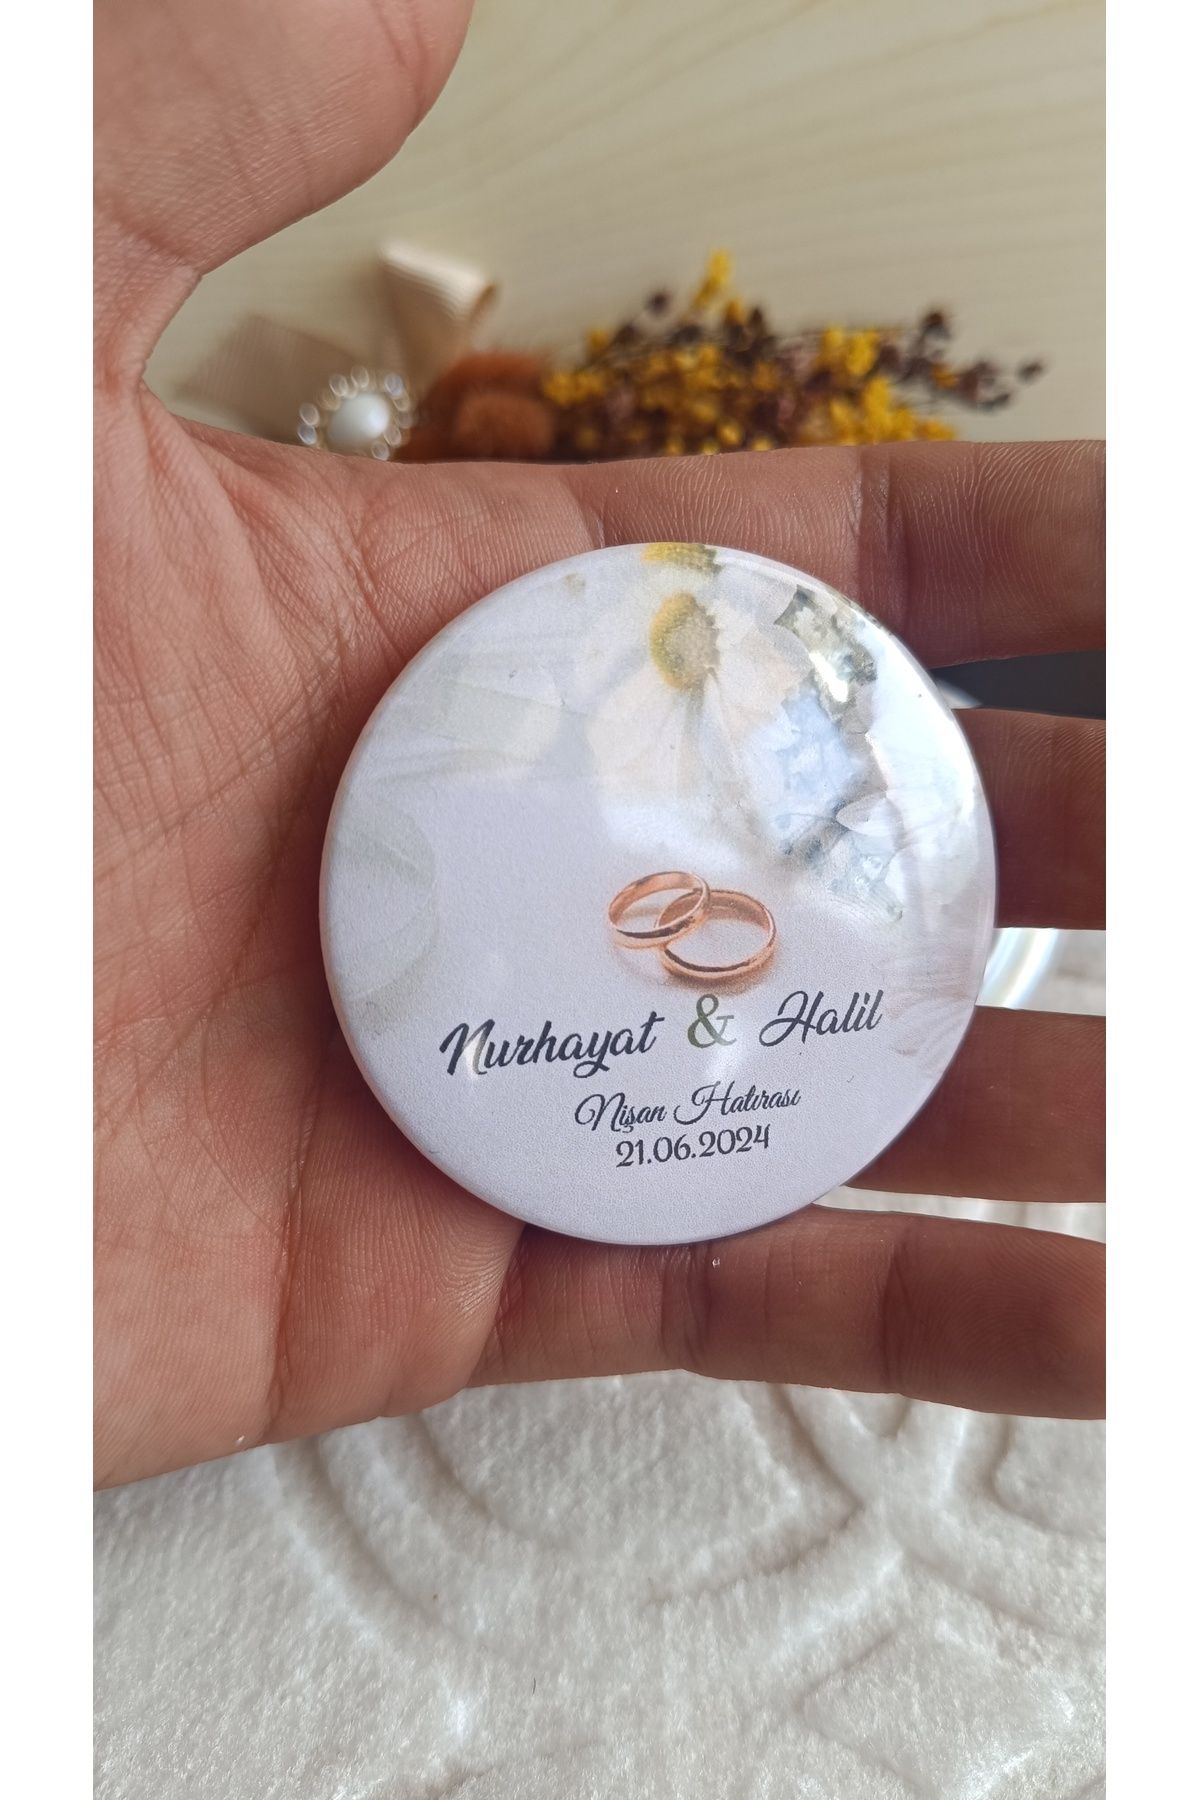 Nurhayat & Halil
Nişan Hatırası
21.06.2024